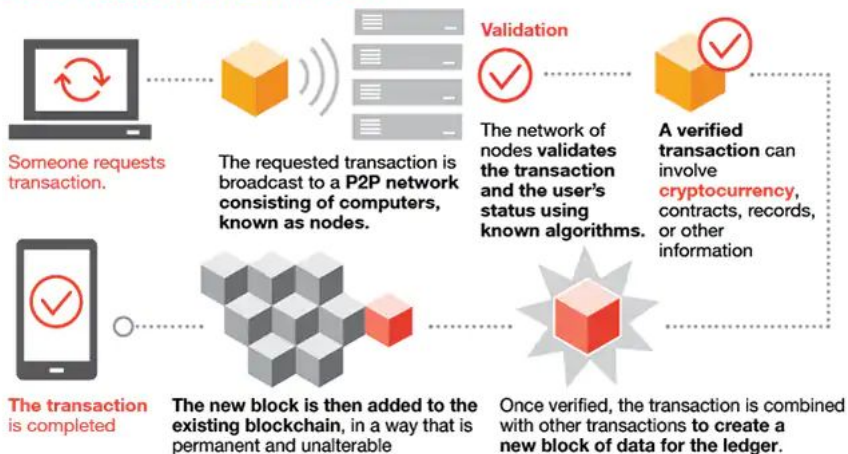 Someone requests
transaction.
The requested transaction is
broadcast to a P2P network
consisting of computers,
known as nodes.
Validation
The network of
nodes validates
the transaction
and the user's
status using
known algorithms.
A verified
transaction can
involve
cryptocurrency,
contracts, records,
or other
information
Once verified, the transaction is combined
with other transactions to create a
new block of data for the ledger.
The new block is then added to the
existing blockchain, in a way that is
permanent and unalterable
The transaction
is completed